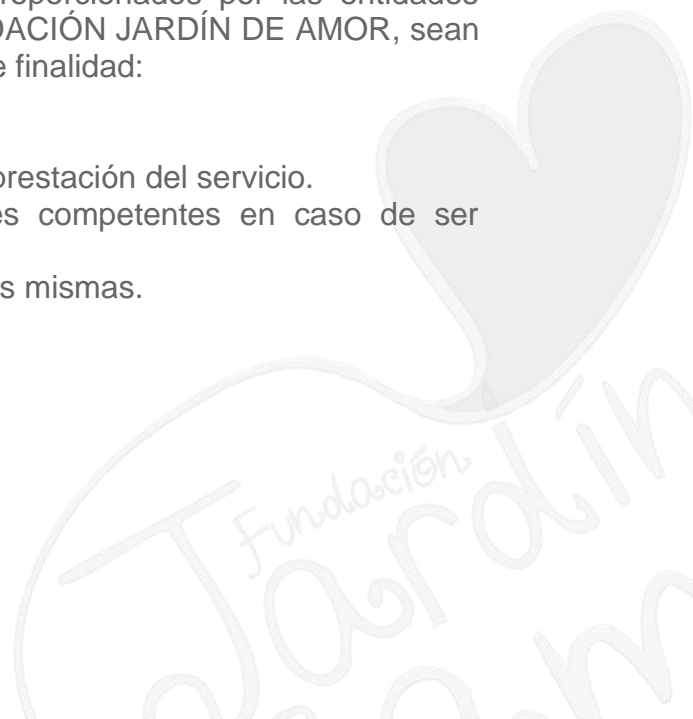 roporcionados por las entidades
DACIÓN JARDÍN DE AMOR, sean
e finalidad:
prestación del servicio.
es competentes en caso de ser
s mismas.
Fundación
Jardín